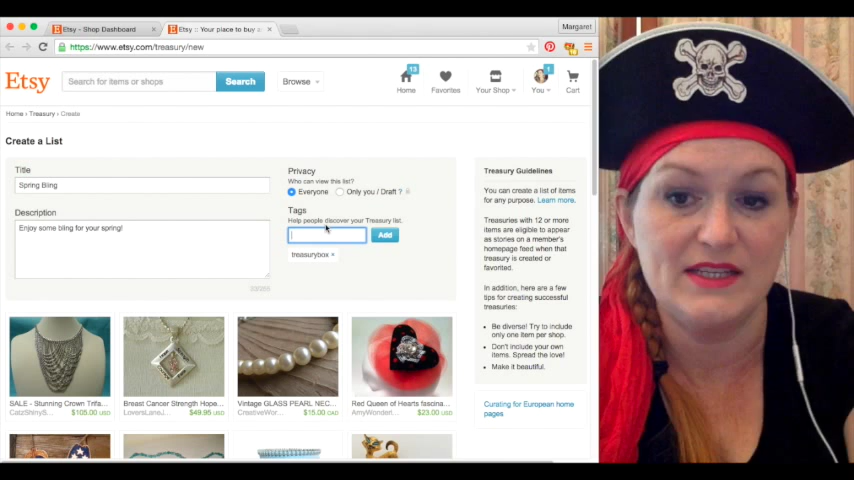 Etsy - Shop Dashboard
Etsy :: Your place to buy a
Margaret
https://www.etsy.com/treasury/new
Etsy
Search for items or shops
Search
Browse
13
Home
Favorites
Your Shop
1
You
Cart
Home › Treasury › Create
Create a List
Title
Spring Bling
Description
Enjoy some bling for your spring!
Privacy
Who can view this list?
Everyone
Only you / Draft ?
Tags
Help people discover your Treasury list.
Add
treasurybox ×
Treasury Guidelines
You can create a list of items
for any purpose. Learn more.
Treasuries with 12 or more
items are eligible to appear
as stories on a member's
homepage feed when that
treasury is created or
favorited.
In addition, here are a few
tips for creating successful
treasuries:
Be diverse! Try to include
only one item per shop.
Don't include your own
items. Spread the love!
Make it beautiful.
Curating for European home
pages
SALE - Stunning Crown Trifa...
CatzShinyS... $105.00 USD
Breast Cancer Strength Hope...
LoversLaneJ... $49.95 USD
Vintage GLASS PEARL NEC...
CreativeWor... $15.00 CAD
Red Queen of Hearts fascina...
AmyWonder... $23.00 USD